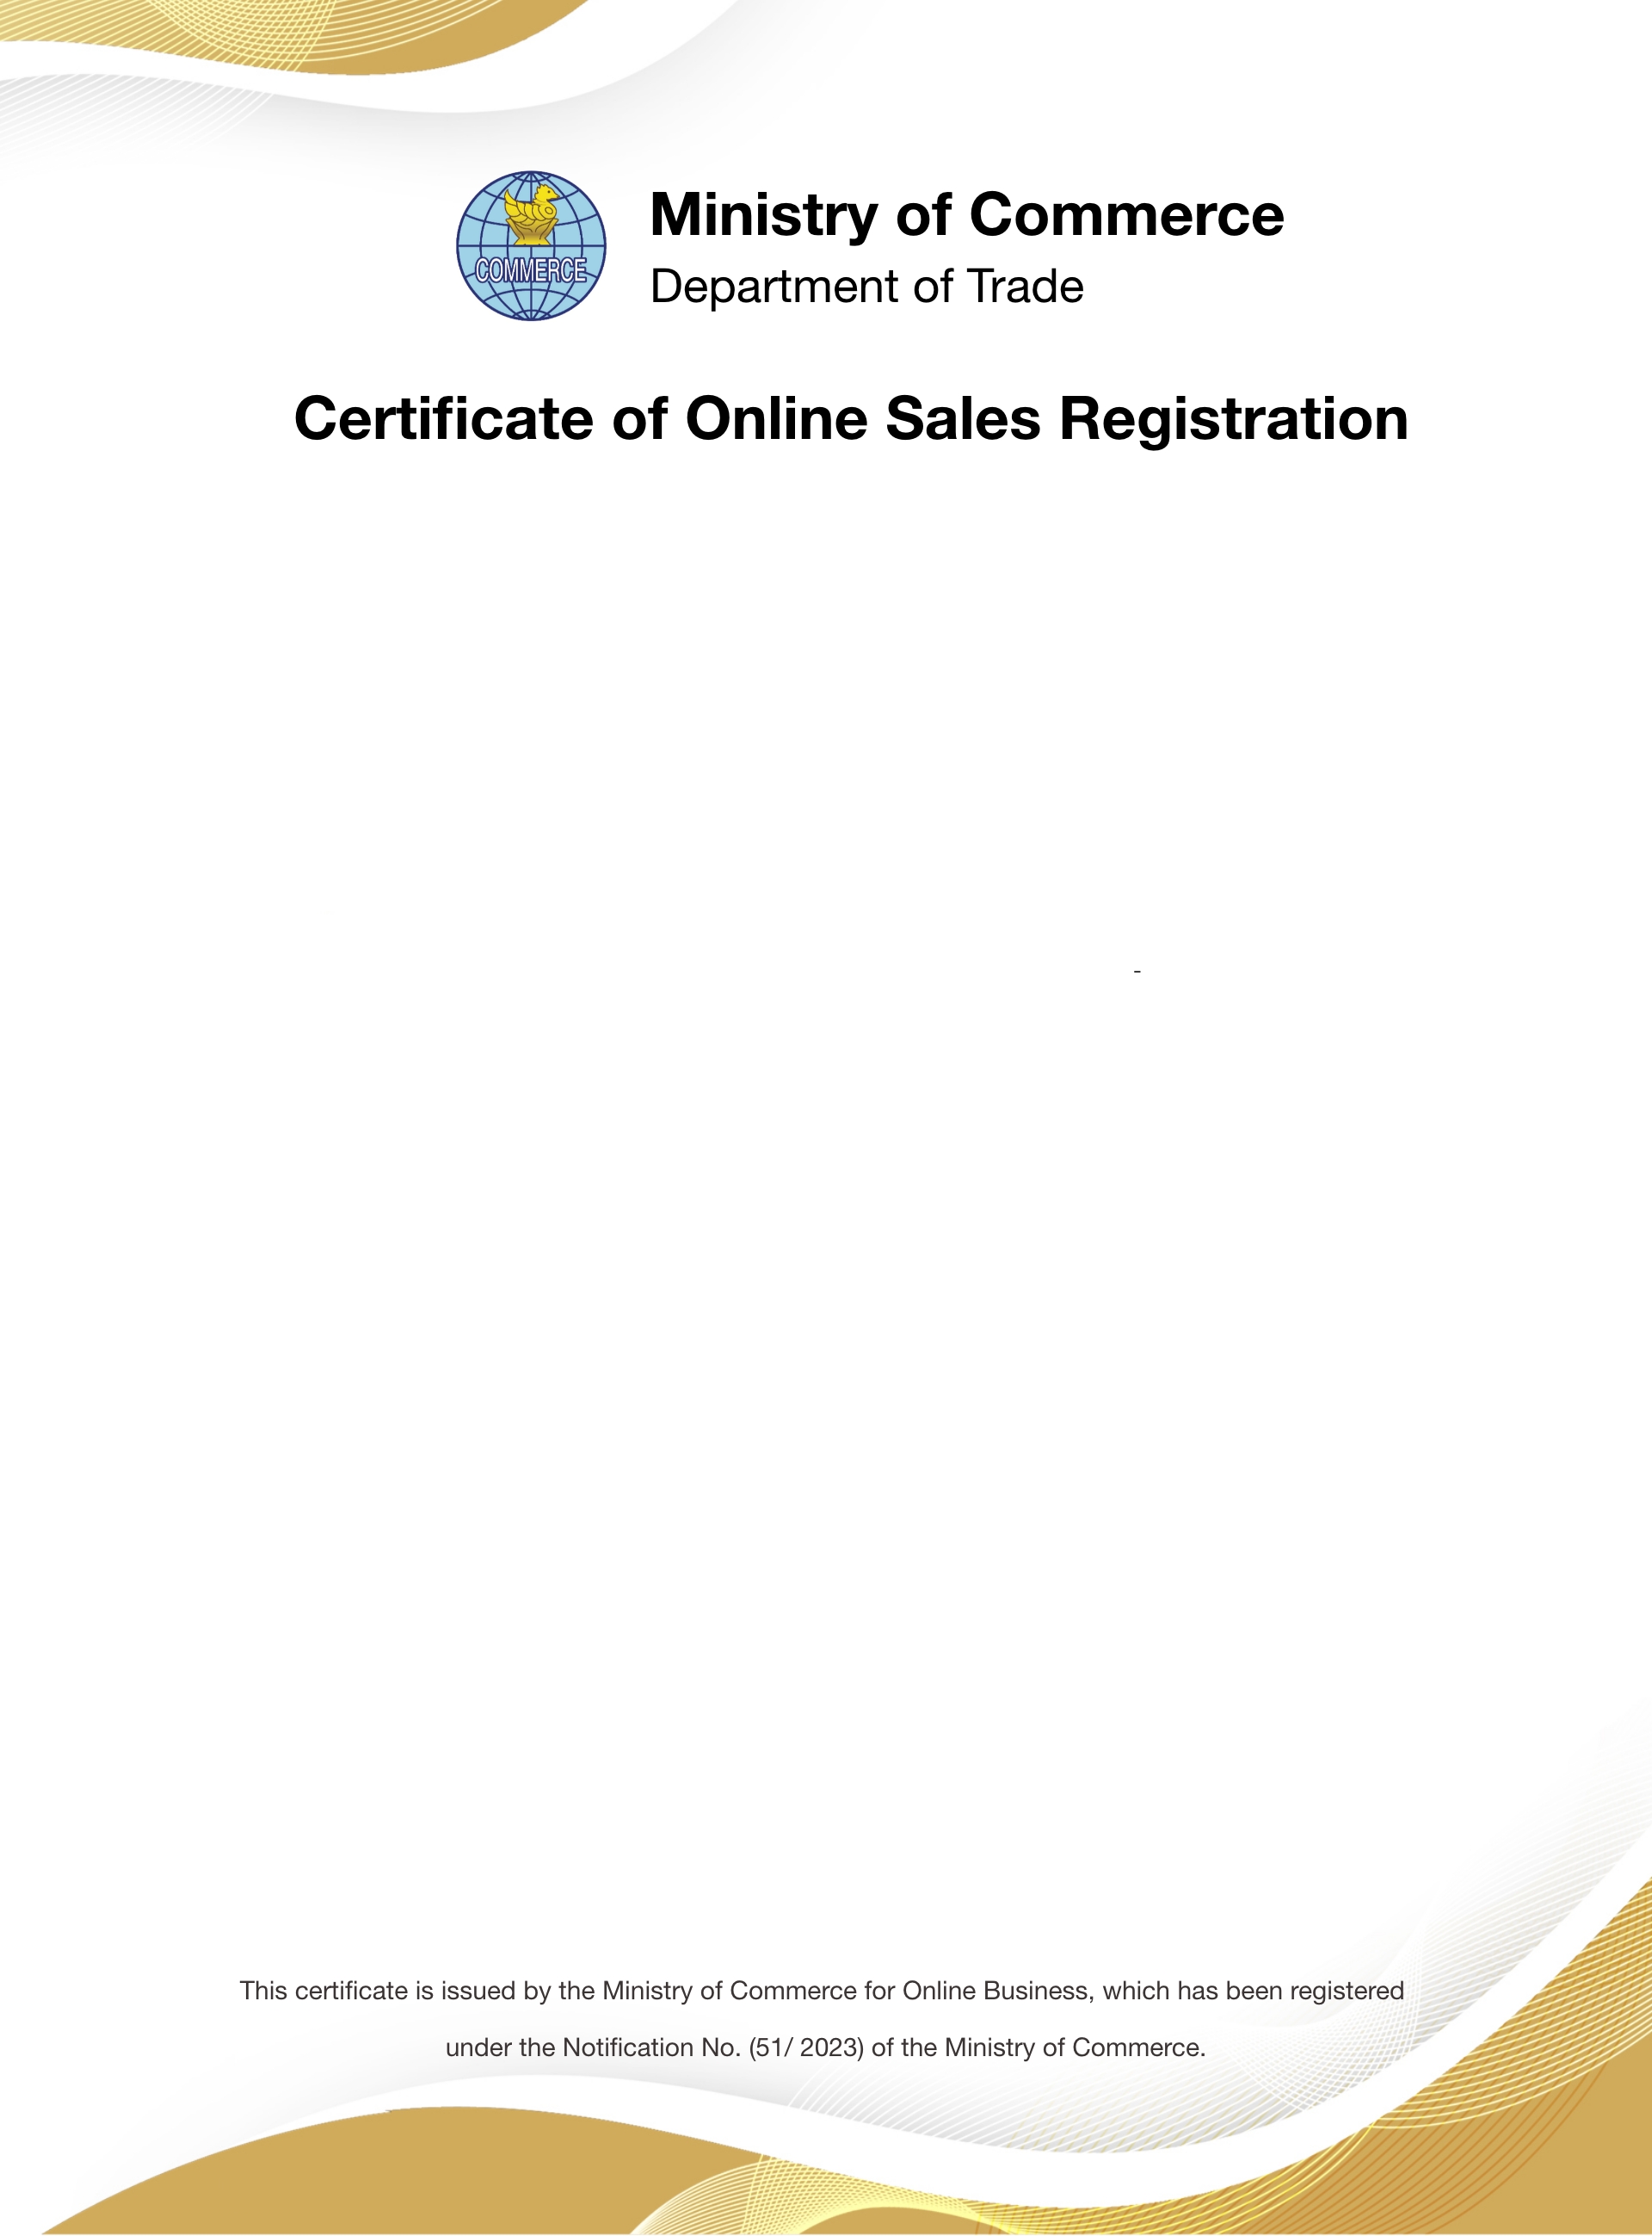 COMMERCE
Ministry of Commerce
Department of Trade
Certificate of Online Sales Registration
-
This certificate is issued by the Ministry of Commerce for Online Business, which has been registered
under the Notification No. (51/ 2023) of the Ministry of Commerce.